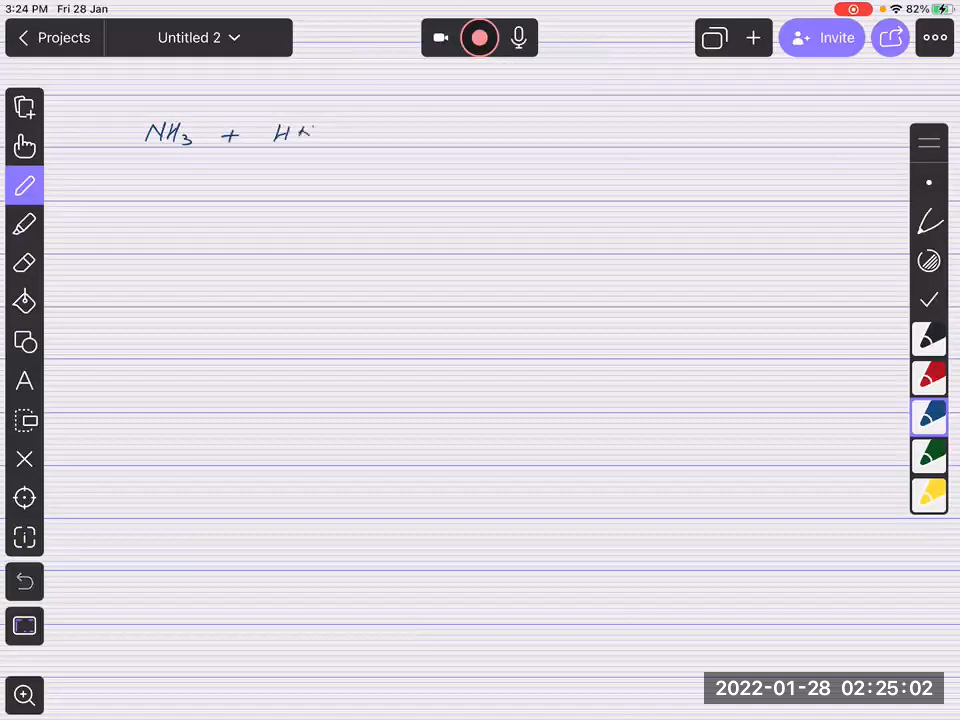 3:24 PM Fri 28 Jan
82%
Projects
Untitled 2
Invite
NH3 + H
A
2022-01-28 02:25:02